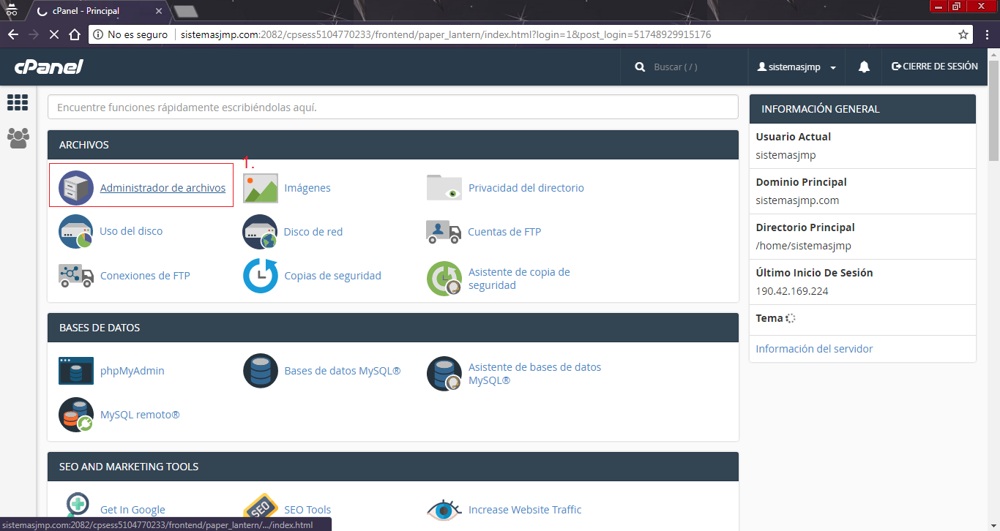 cPanel - Principal
No es seguro
sistemasjmp.com:2082/cpsess5104770233/frontend/paper_lantern/index.html?login=1&post_login=51748929915176
cPanel
Buscar ( / )
sistemasjmp
CIERRE DE SESIÓN
Encuentre funciones rápidamente escribiéndolas aquí.
ARCHIVOS
1.
Administrador de archivos
Imágenes
Privacidad del directorio
Uso del disco
Disco de red
Cuentas de FTP
Conexiones de FTP
Copias de seguridad
Asistente de copia de
seguridad
BASES DE DATOS
phpMyAdmin
Bases de datos MySQL®
Asistente de bases de datos
MySQL®
MySQL remoto®
SEO AND MARKETING TOOLS
Get In Google
SEO
SEO Tools
Increase Website Traffic
INFORMACIÓN GENERAL
Usuario Actual
sistemasjmp
Dominio Principal
sistemasjmp.com
Directorio Principal
/home/sistemasjmp
Último Inicio De Sesión
190.42.169.224
Tema
Información del servidor
sistemasjmp.com:2082/cpsess5104770233/frontend/paper_lantern/.../index.html